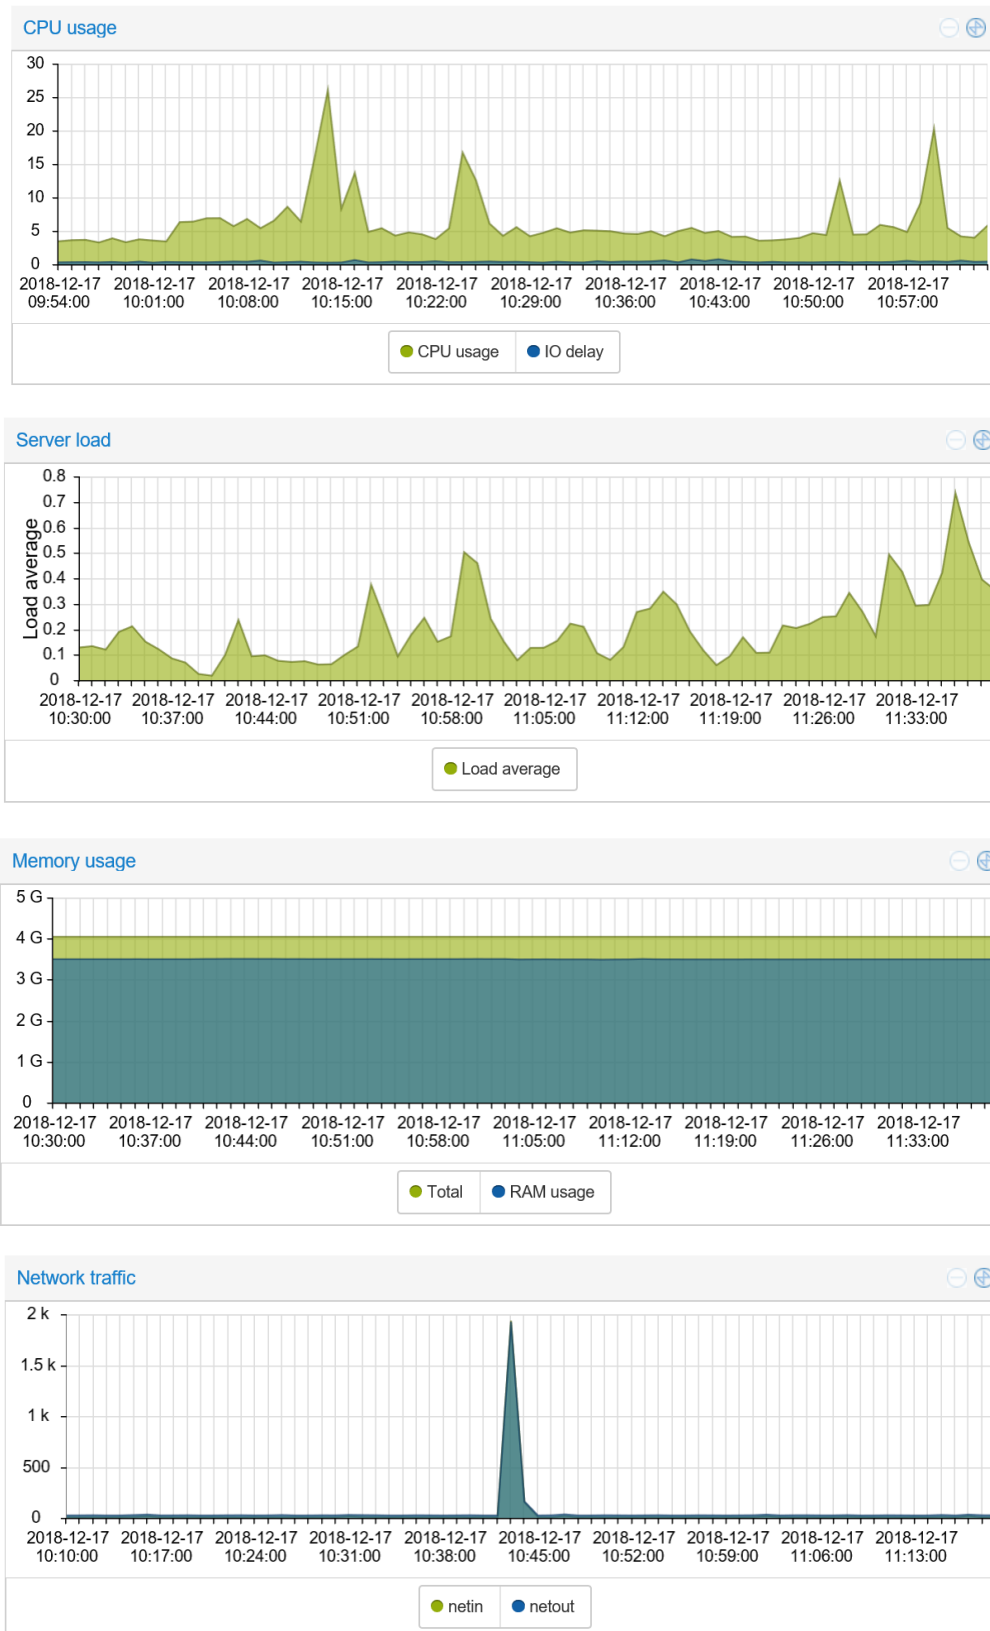 CPU usage
30
25
20
15
10
5
0
2018-12-17 2018-12-17 2018-12-17 2018-12-17 2018-12-17 2018-12-17 2018-12-17 2018-12-17 2018-12-17 2018-12-17
09:54:00 10:01:00 10:08:00 10:15:00 10:22:00 10:29:00 10:36:00 10:43:00 10:50:00 10:57:00
CPU usage IO delay
Server load
Load average
0.8
0.7
0.6
0.5
0.4
0.3
0.2
0.1
0
2018-12-17 2018-12-17 2018-12-17 2018-12-17 2018-12-17 2018-12-17 2018-12-17 2018-12-17 2018-12-17 2018-12-17
10:30:00 10:37:00 10:44:00 10:51:00 10:58:00 11:05:00 11:12:00 11:19:00 11:26:00 11:33:00
Load average
Memory usage
5 G
4 G
3 G
2 G
1 G
0
2018-12-17 2018-12-17 2018-12-17 2018-12-17 2018-12-17 2018-12-17 2018-12-17 2018-12-17 2018-12-17 2018-12-17
10:30:00 10:37:00 10:44:00 10:51:00 10:58:00 11:05:00 11:12:00 11:19:00 11:26:00 11:33:00
Total RAM usage
Network traffic
2 k
1.5 k
1 k
500
0
2018-12-17 2018-12-17 2018-12-17 2018-12-17 2018-12-17 2018-12-17 2018-12-17 2018-12-17 2018-12-17 2018-12-17
10:10:00 10:17:00 10:24:00 10:31:00 10:38:00 10:45:00 10:52:00 10:59:00 11:06:00 11:13:00
netin netout